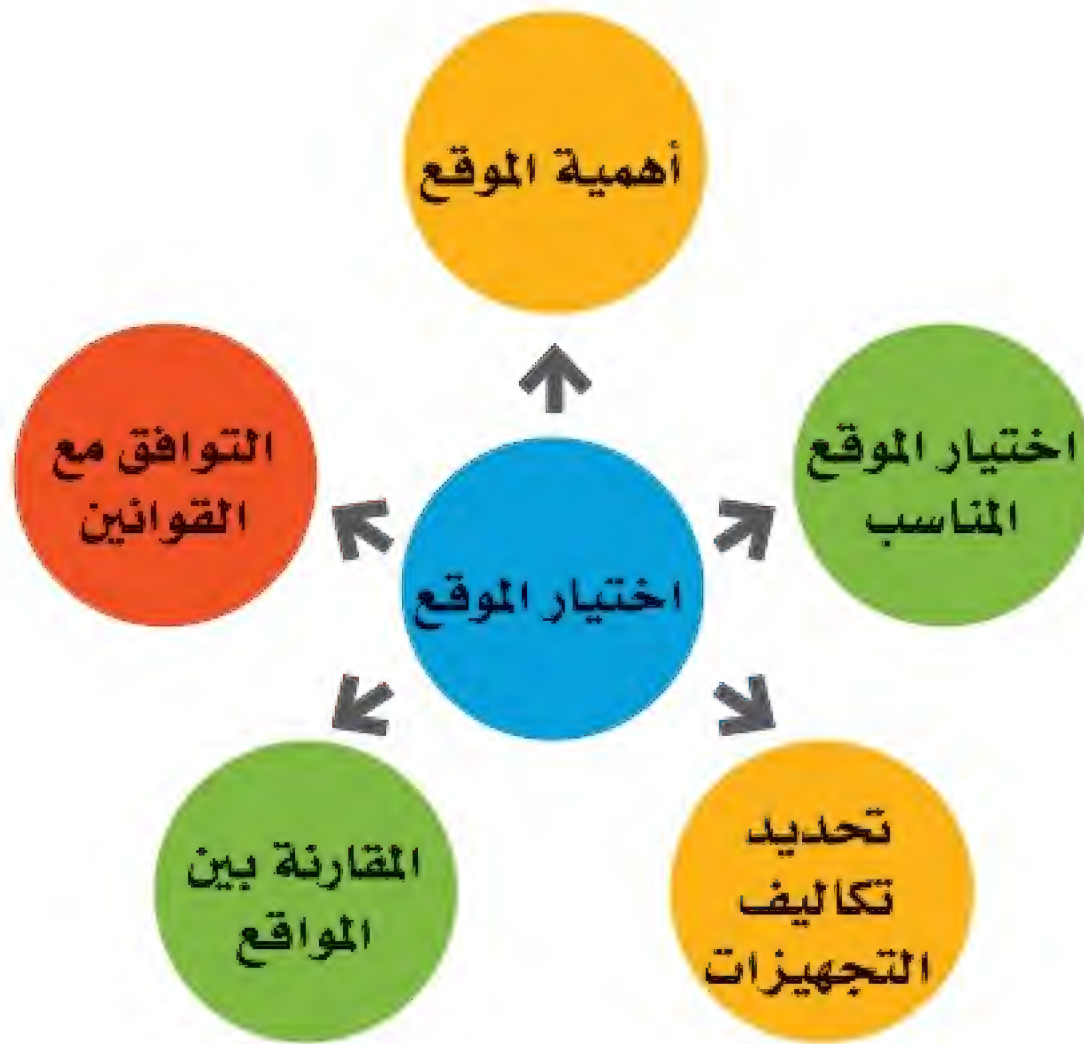 أهمية الموقع
اختيار الموقع
المناسب
التوافق مع
القوانين
اختيار الموقع
تحديد
تكاليف
التجهيزات
المقارنة بين
المواقع